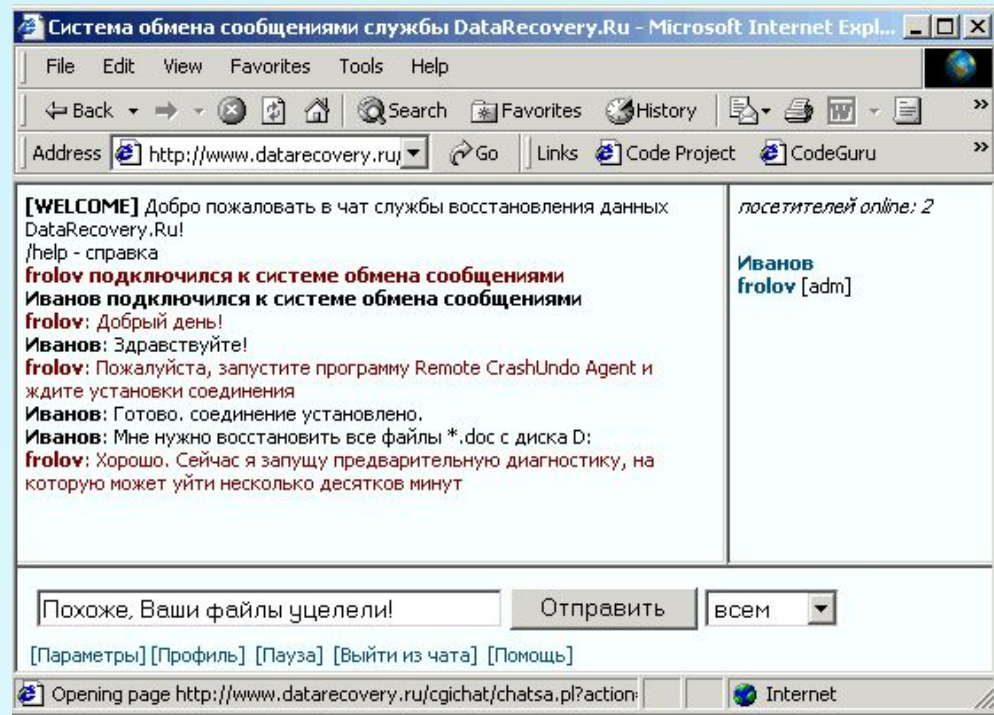 Система обмена сообщениями службы DataRecovery.Ru - Microsoft Internet Expl...
File Edit View Favorites Tools Help
Back Search Favorites History »
Address http://www.datarecovery.ru/ Go Links Code Project CodeGuru »
[WELCOME] Добро пожаловать в чат службы восстановления данных
DataRecovery.Ru!
/help - справка
frolov подключился к системе обмена сообщениями
Иванов подключился к системе обмена сообщениями
frolov: Добрый день!
Иванов: Здравствуйте!
frolov: Пожалуйста, запустите программу Remote CrashUndo Agent и
ждите установки соединения
Иванов: Готово. соединение установлено.
Иванов: Мне нужно восстановить все файлы *.doc с диска D:
frolov: Хорошо. Сейчас я запущу предварительную диагностику, на
которую может уйти несколько десятков минут
посетителей online: 2
Иванов
frolov [adm]
Похоже, Ваши файлы уцелели! Отправить всем
[Параметры] [Профиль] [Пауза] [Выйти из чата] [Помощь]
Opening page http://www.datarecovery.ru/cgichat/chatsa.pl?action: Internet